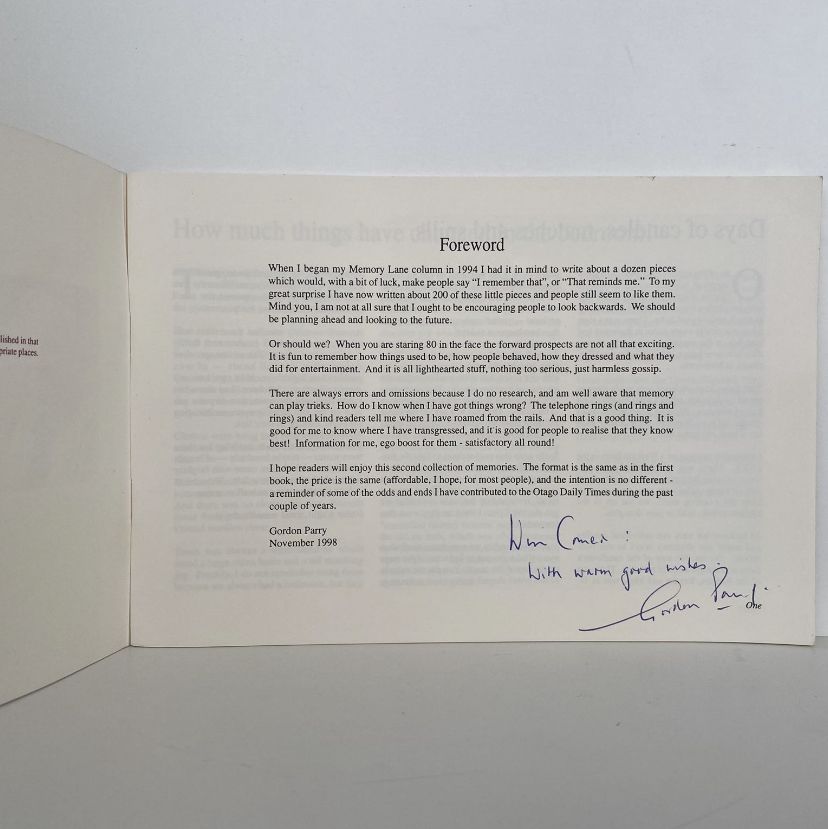 lished in that
priate places.
How much things have
Days of candles
Foreword
When I began my Memory Lane column in 1994 I had it in mind to write about a dozen pieces
which would, with a bit of luck, make people say “I remember that”, or “That reminds me.” To my
great surprise I have now written about 200 of these little pieces and people still seem to like them.
Mind you, I am not at all sure that I ought to be encouraging people to look backwards. We should
be planning ahead and looking to the future.
Or should we? When you are staring 80 in the face the forward prospects are not all that exciting.
It is fun to remember how things used to be, how people behaved, how they dressed and what they
did for entertainment. And it is all lighthearted stuff, nothing too serious, just harmless gossip.
There are always errors and omissions because I do no research, and am well aware that memory
can play tricks. How do I know when I have got things wrong? The telephone rings (and rings and
rings) and kind readers tell me where I have roamed from the rails. And that is a good thing. It is
good for me to know where I have transgressed, and it is good for people to realise that they know
best! Information for me, ego boost for them - satisfactory all round!
I hope readers will enjoy this second collection of memories. The format is the same as in the first
book, the price is the same (affordable, I hope, for most people), and the intention is no different -
a reminder of some of the odds and ends I have contributed to the Otago Daily Times during the past
couple of years.
Gordon Parry
November 1998
:
With warm good wishes.
Gordon Parry
One